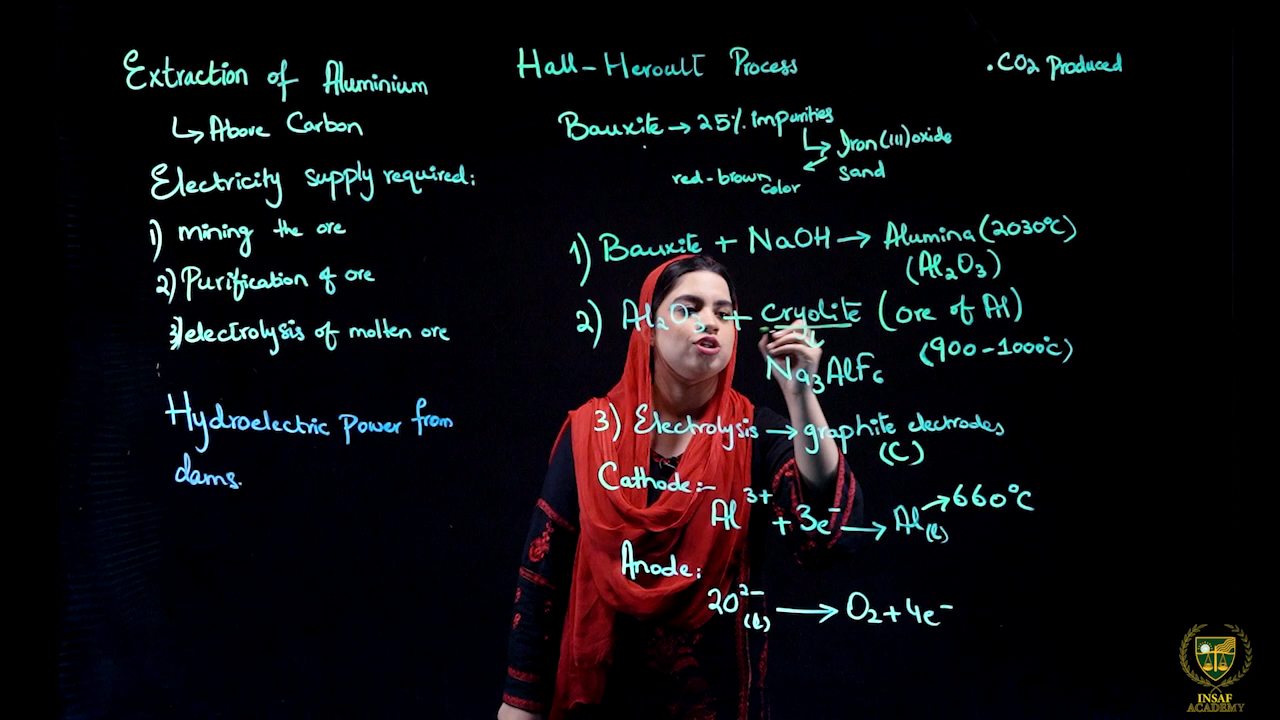 Extraction of Aluminium
↳ Above Carbon
Electricity supply required:
1) mining the ore
2) Purification of ore
3) electrolysis of molten ore
Hydroelectric Power from
dams.
Hall-Heroult Process
Bauxite → 25% impurities
↳ Iron (III) oxide
sand
red-brown color
1) Bauxite + NaOH → Alumina (2030°C)
(Al2O3)
2) Al2O3 + cryolite (ore of Al)
(900-1000°C)
Na3AlF6
3) Electrolysis → graphite electrodes
(C)
Cathode:-
Al3+ + 3e- → Al(l) → 660°C
Anode:
2O2-(l) → O2 + 4e-
. CO2 Produced
INSAF
ACADEMY